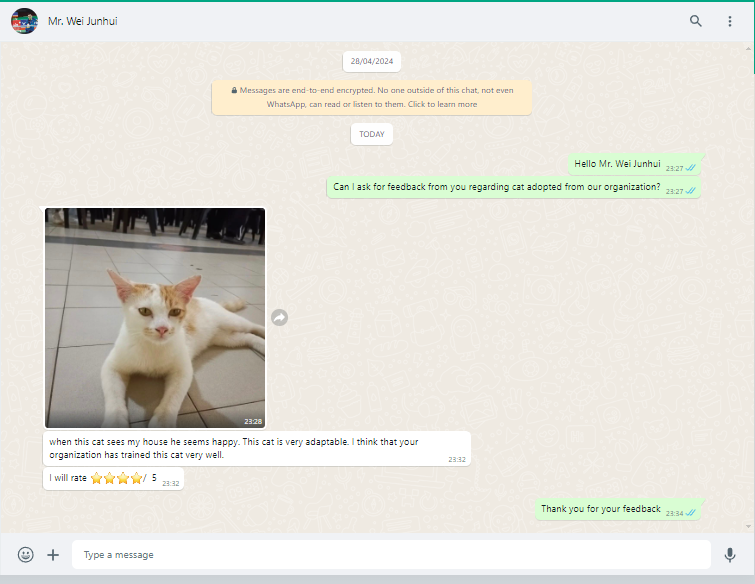 Mr. Wei Junhui
28/04/2024
Messages are end-to-end encrypted. No one outside of this chat, not even
WhatsApp, can read or listen to them. Click to learn more
TODAY
Hello Mr. Wei Junhui 23:27
Can I ask for feedback from you regarding cat adopted from our organization? 23:27
23:28
when this cat sees my house he seems happy. This cat is very adaptable. I think that your
organization has trained this cat very well. 23:32
I will rate ⭐⭐⭐⭐/ 5 23:32
Thank you for your feedback 23:34
Type a message